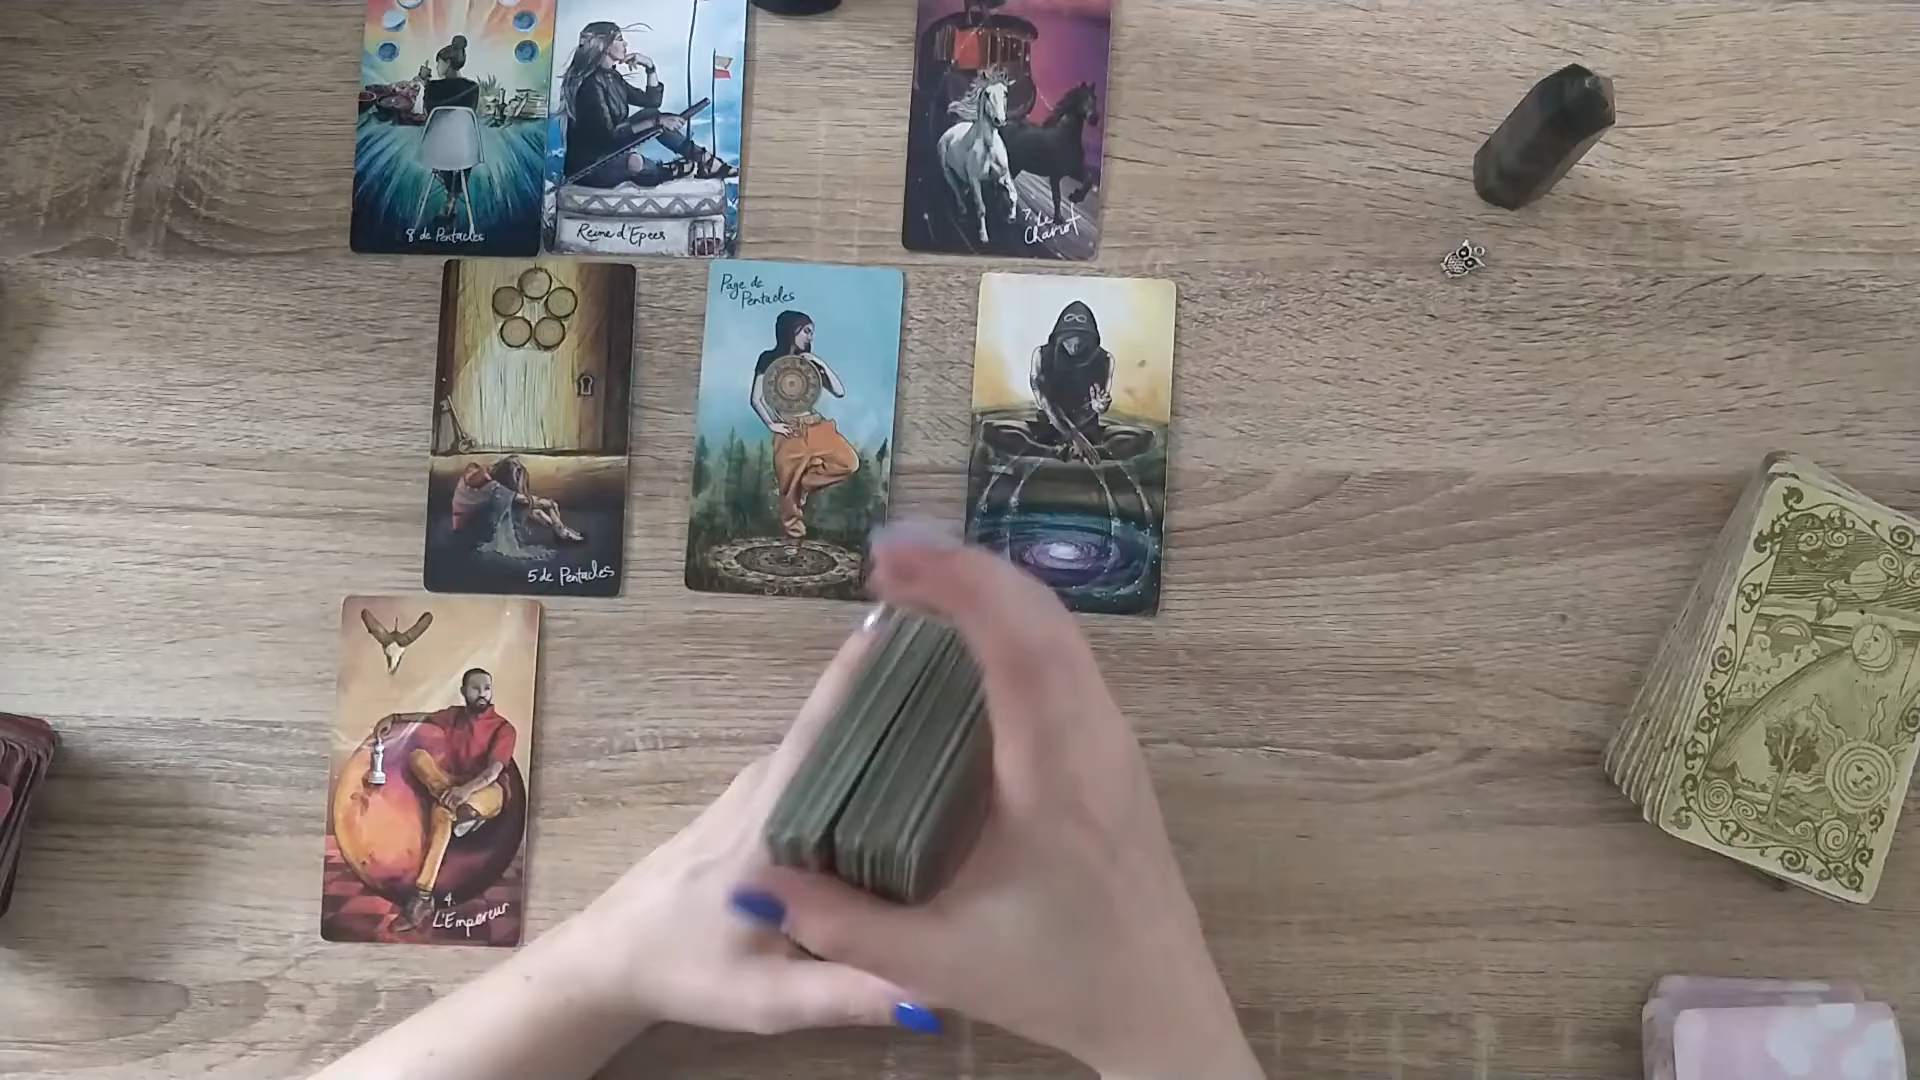 8 de Pentacles
Reine d'Epees
7. Le
Chariot
5 de Pentacles
Page de
Pentacles
4.
L'Empereur